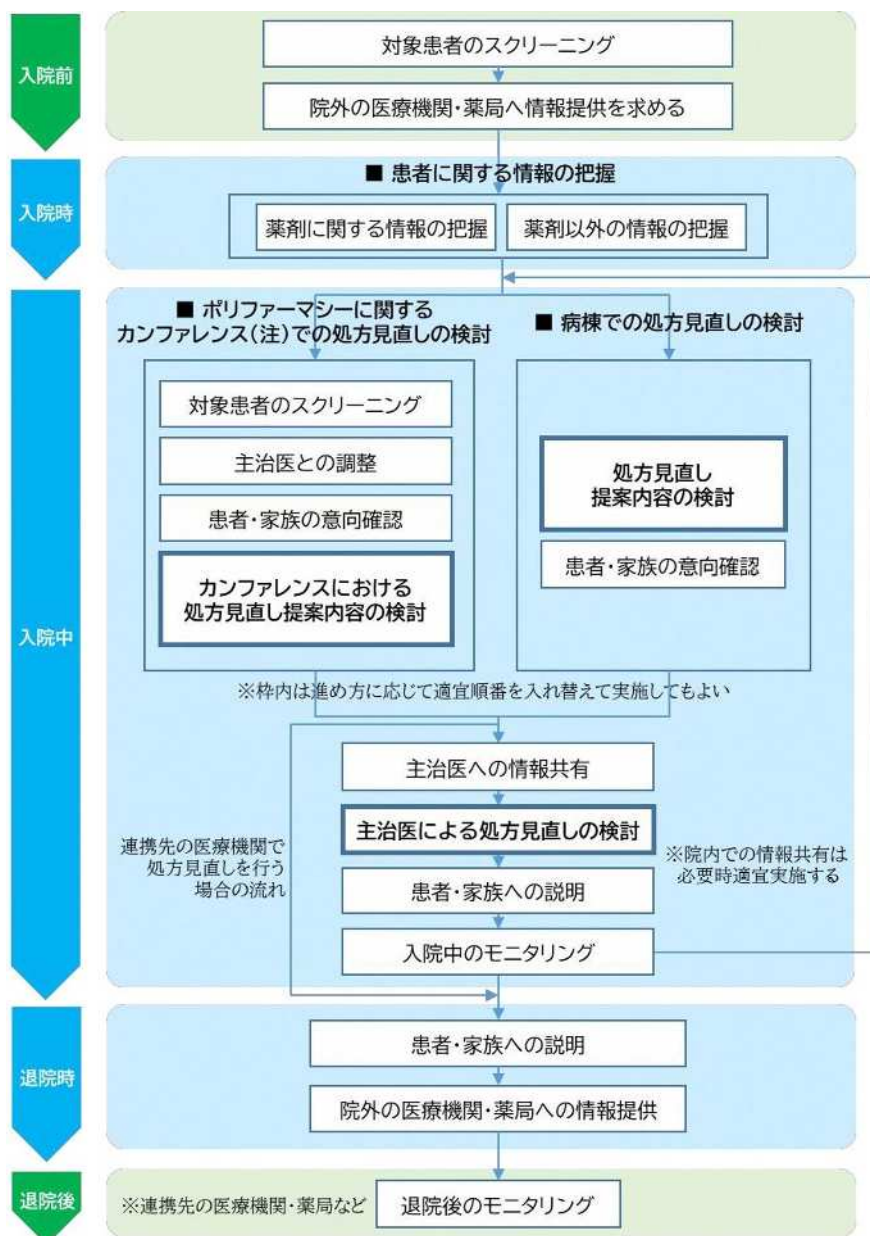 入院前
対象患者のスクリーニング
院外の医療機関・薬局へ情報提供を求める
入院時
■ 患者に関する情報の把握
薬剤に関する情報の把握
薬剤以外の情報の把握
入院中
■ ポリファーマシーに関する
カンファレンス(注)での処方見直しの検討
対象患者のスクリーニング
主治医との調整
患者・家族の意向確認
カンファレンスにおける
処方見直し提案内容の検討
■ 病棟での処方見直しの検討
処方見直し
提案内容の検討
患者・家族の意向確認
※枠内は進め方に応じて適宜順番を入れ替えて実施してもよい
主治医への情報共有
主治医による処方見直しの検討
患者・家族への説明
入院中のモニタリング
連携先の医療機関で
処方見直しを行う
場合の流れ
※院内での情報共有は
必要時適宜実施する
退院時
患者・家族への説明
院外の医療機関・薬局への情報提供
退院後
※連携先の医療機関・薬局など
退院後のモニタリング